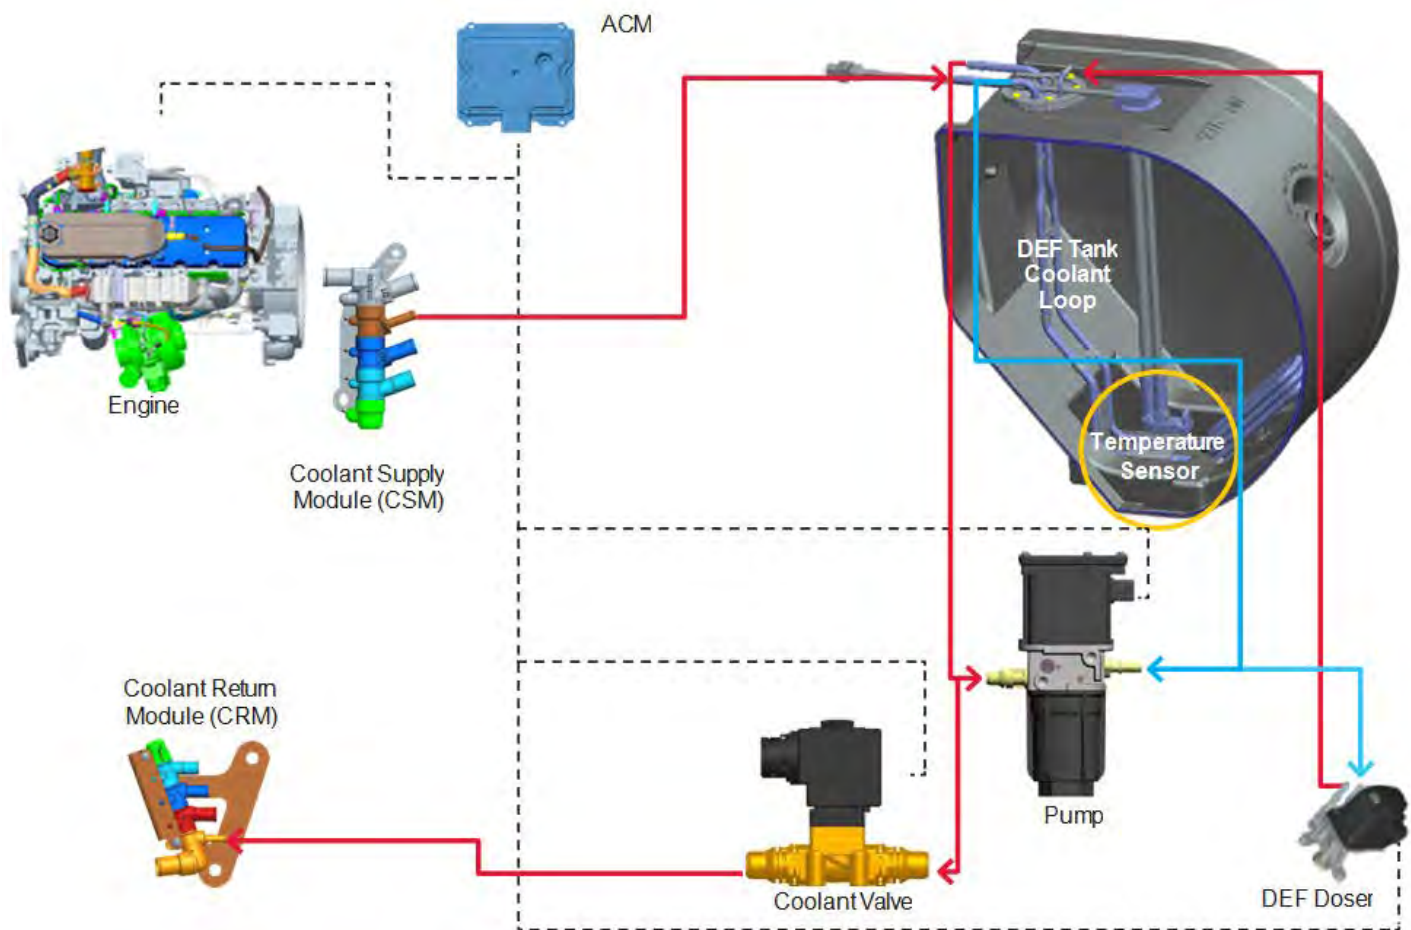 ACM
DEF Tank
Coolant
Loop
Engine
Temperature
Sensor
Coolant Supply
Module (CSM)
Coolant Return
Module (CRM)
Pump
Coolant Valve
DEF Doser